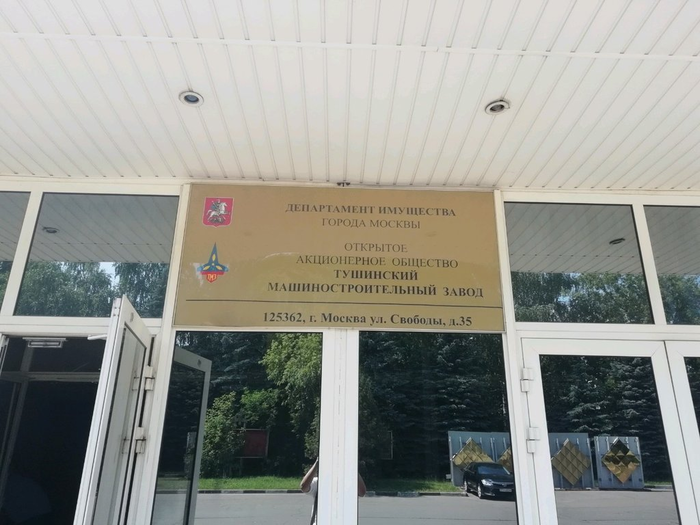 ДЕПАРТАМЕНТ ИМУЩЕСТВА
ГОРОДА МОСКВЫ
ОТКРЫТОЕ
АКЦИОНЕРНОЕ ОБЩЕСТВО
ТУШИНСКИЙ
МАШИНОСТРОИТЕЛЬНЫЙ ЗАВОД
125362, г. Москва ул. Свободы, д.35